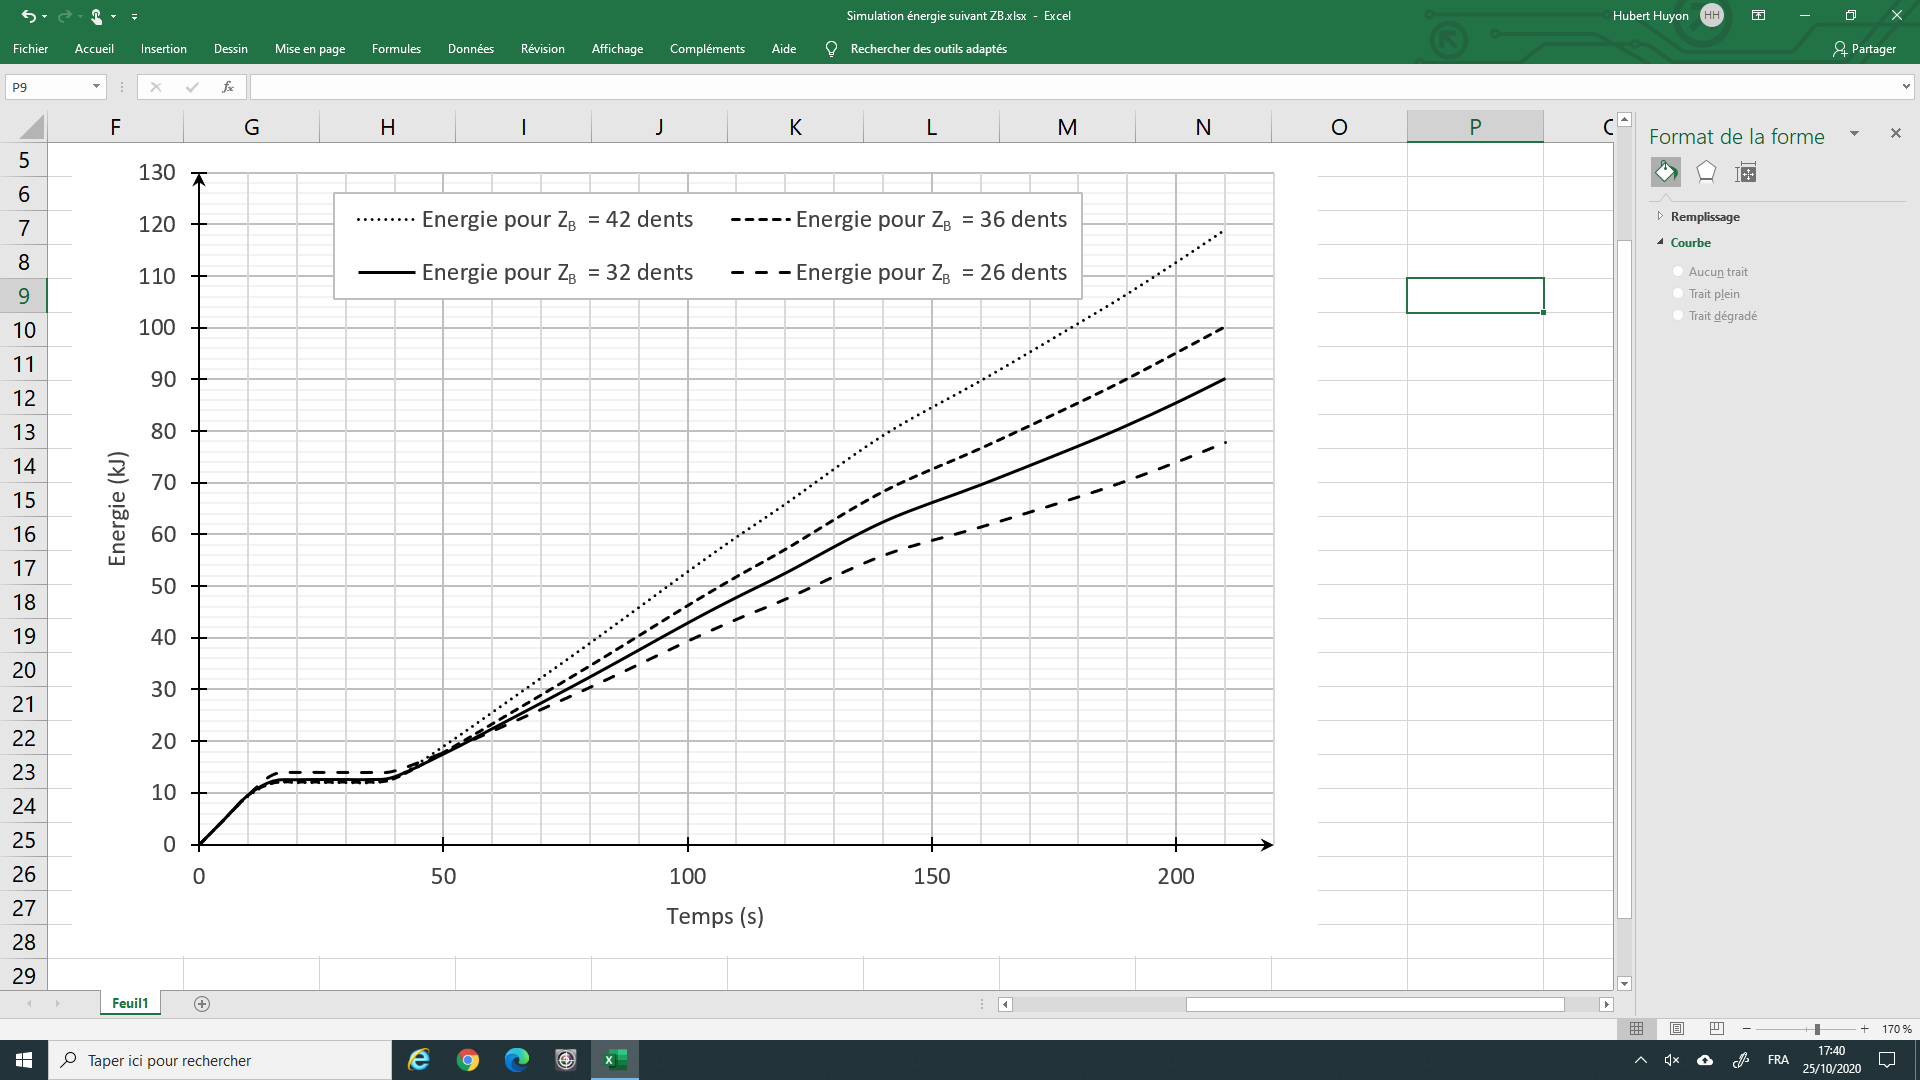 Simulation énergie suivant ZB.xlsx - Excel
Hubert Huyon HH
Fichier Accueil Insertion Dessin Mise en page Formules Données Révision Affichage Compléments Aide Rechercher des outils adaptés Partager
P9 fx
F G H I J K L M N O P
Format de la forme
Remplissage
Courbe
Aucun trait
Trait plein
Trait dégradé
5
6
7
8
9
10
11
12
13
14
15
16
17
18
19
20
21
22
23
24
25
26
27
28
29
130
120
110
100
90
80
70
60
50
40
30
20
10
0
Energie (kJ)
Energie pour ZB = 42 dents Energie pour ZB = 36 dents
Energie pour ZB = 32 dents Energie pour ZB = 26 dents
0 50 100 150 200
Temps (s)
Feuil1
170 %
Taper ici pour rechercher
FRA
17:40
25/10/2020